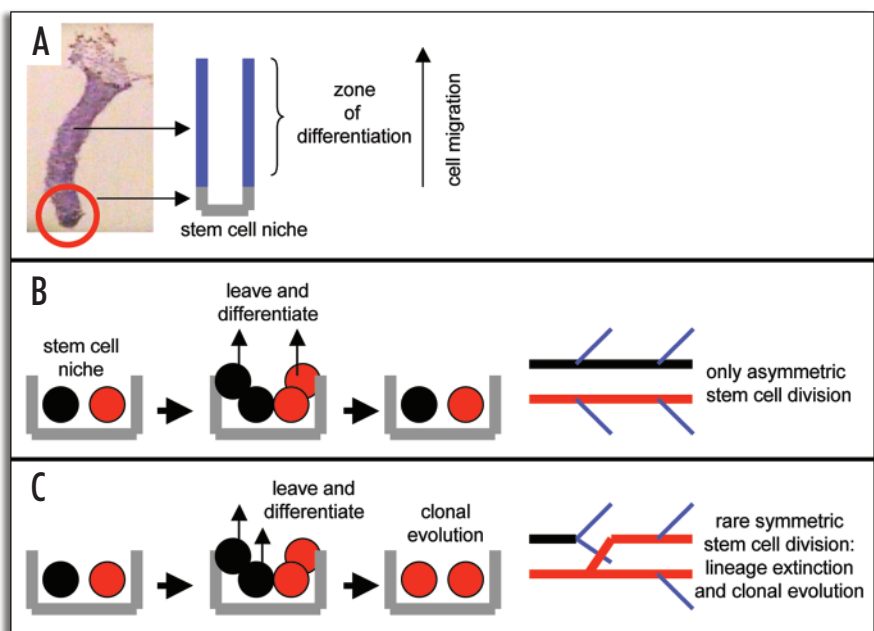 A
zone
of
differentiation
cell migration
stem cell niche
B
leave and
differentiate
stem cell
niche
only asymmetric
stem cell division
C
leave and
differentiate
clonal
evolution
rare symmetric
stem cell division:
lineage extinction
and clonal evolution